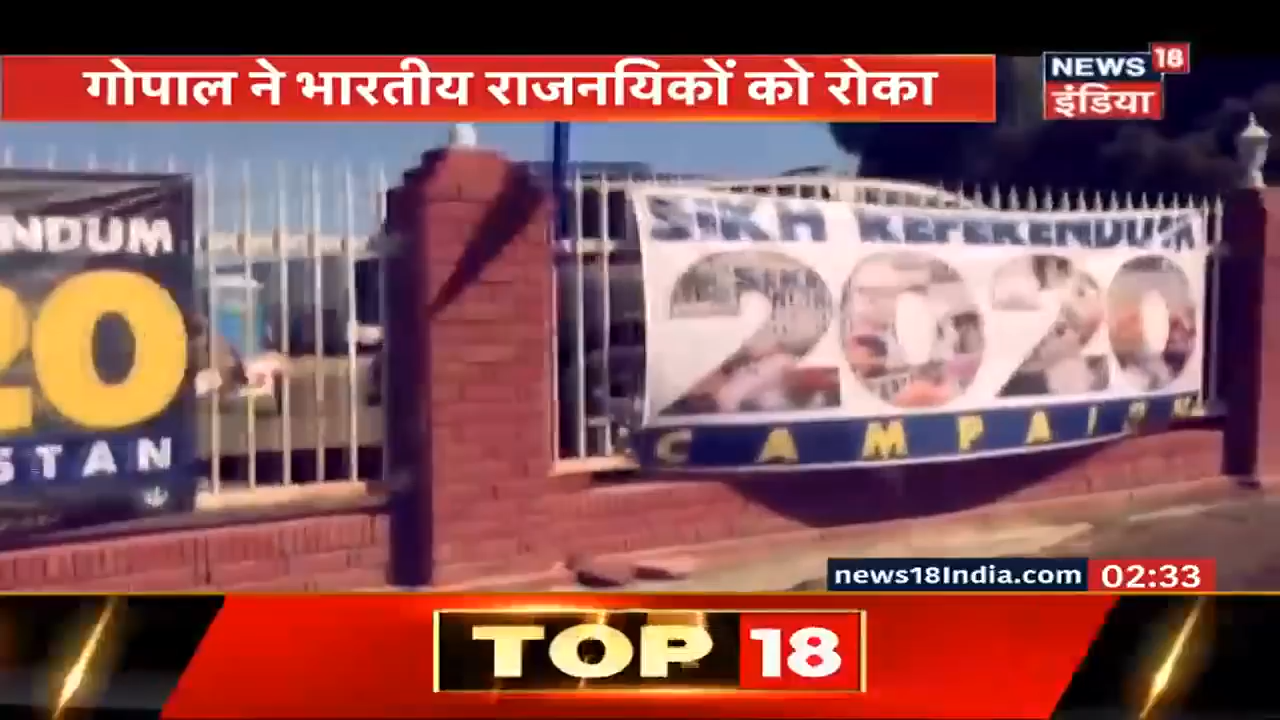 गोपाल ने भारतीय राजनयिकों को रोका
NEWS 18
इंडिया
NDUM
20
STAN
SIKH REFERENDUM
2020
CAMPAIGN
news18India.com 02:33
TOP 18